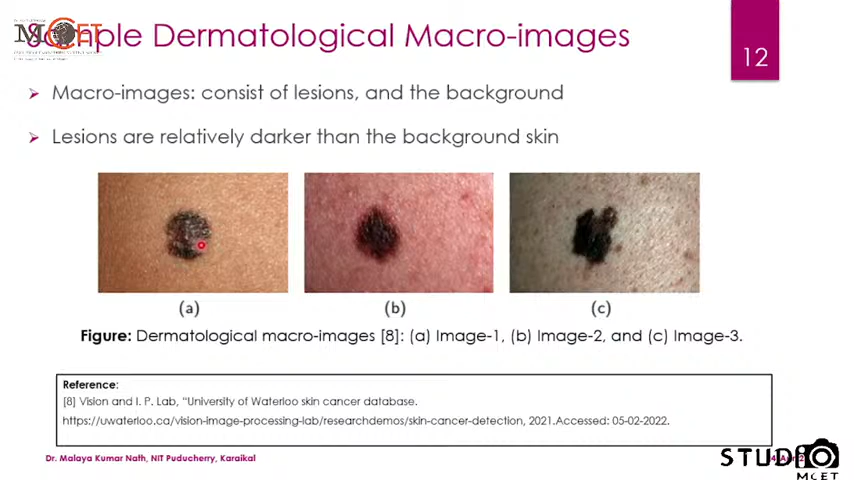 Sample Dermatological Macro-images
12
Macro-images: consist of lesions, and the background
Lesions are relatively darker than the background skin
(a)
(b)
(c)
Figure: Dermatological macro-images [8]: (a) Image-1, (b) Image-2, and (c) Image-3.
Reference:
[8] Vision and I. P. Lab, “University of Waterloo skin cancer database.
https://uwaterloo.ca/vision-image-processing-lab/researchdemos/skin-cancer-detection, 2021.Accessed: 05-02-2022.
Dr. Malaya Kumar Nath, NIT Puducherry, Karaikal
STUDIO
MCET